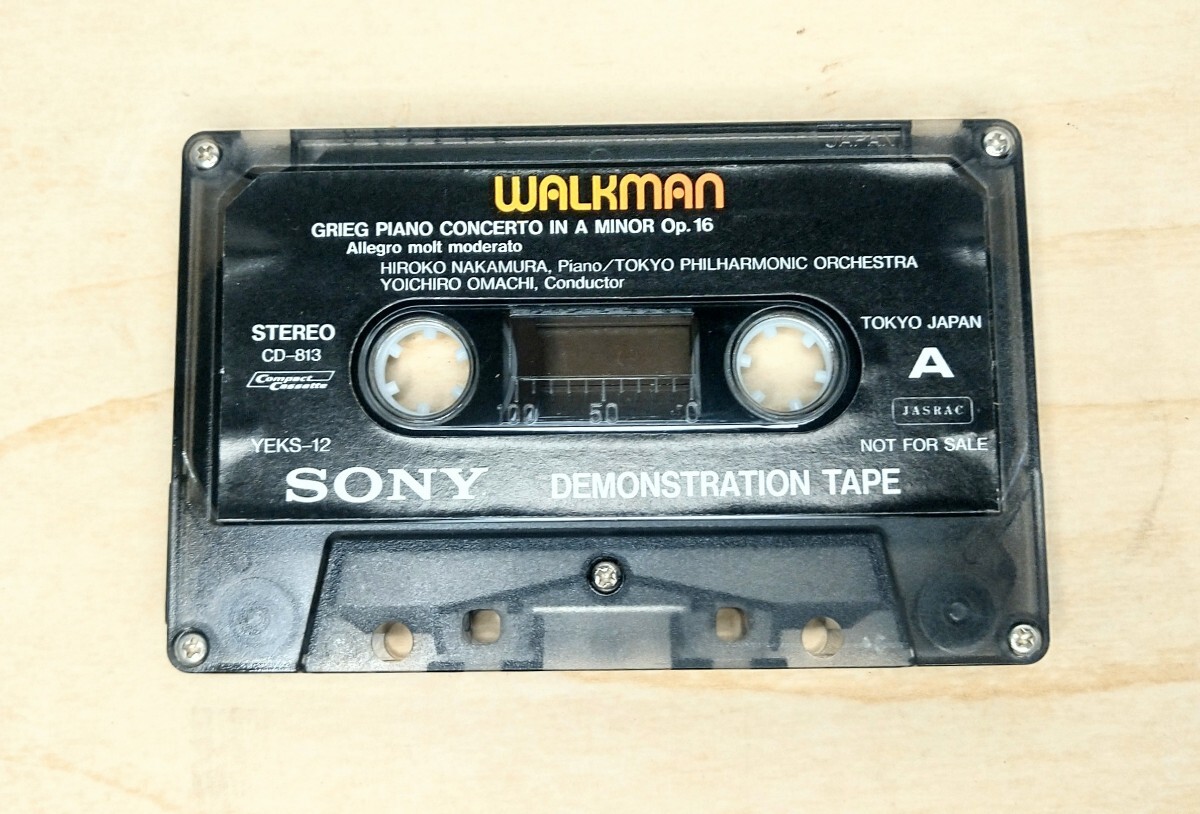 JAPAN
WALKMAN
GRIEG PIANO CONCERTO IN A MINOR Op.16
Allegro molt moderato
HIROKO NAKAMURA, Piano/TOKYO PHILHARMONIC ORCHESTRA
YOICHIRO OMACHI, Conductor
STEREO
CD-813
Compact Cassette
TOKYO JAPAN
A
JASRAC
100 50 0
YEKS-12
NOT FOR SALE
SONY DEMONSTRATION TAPE